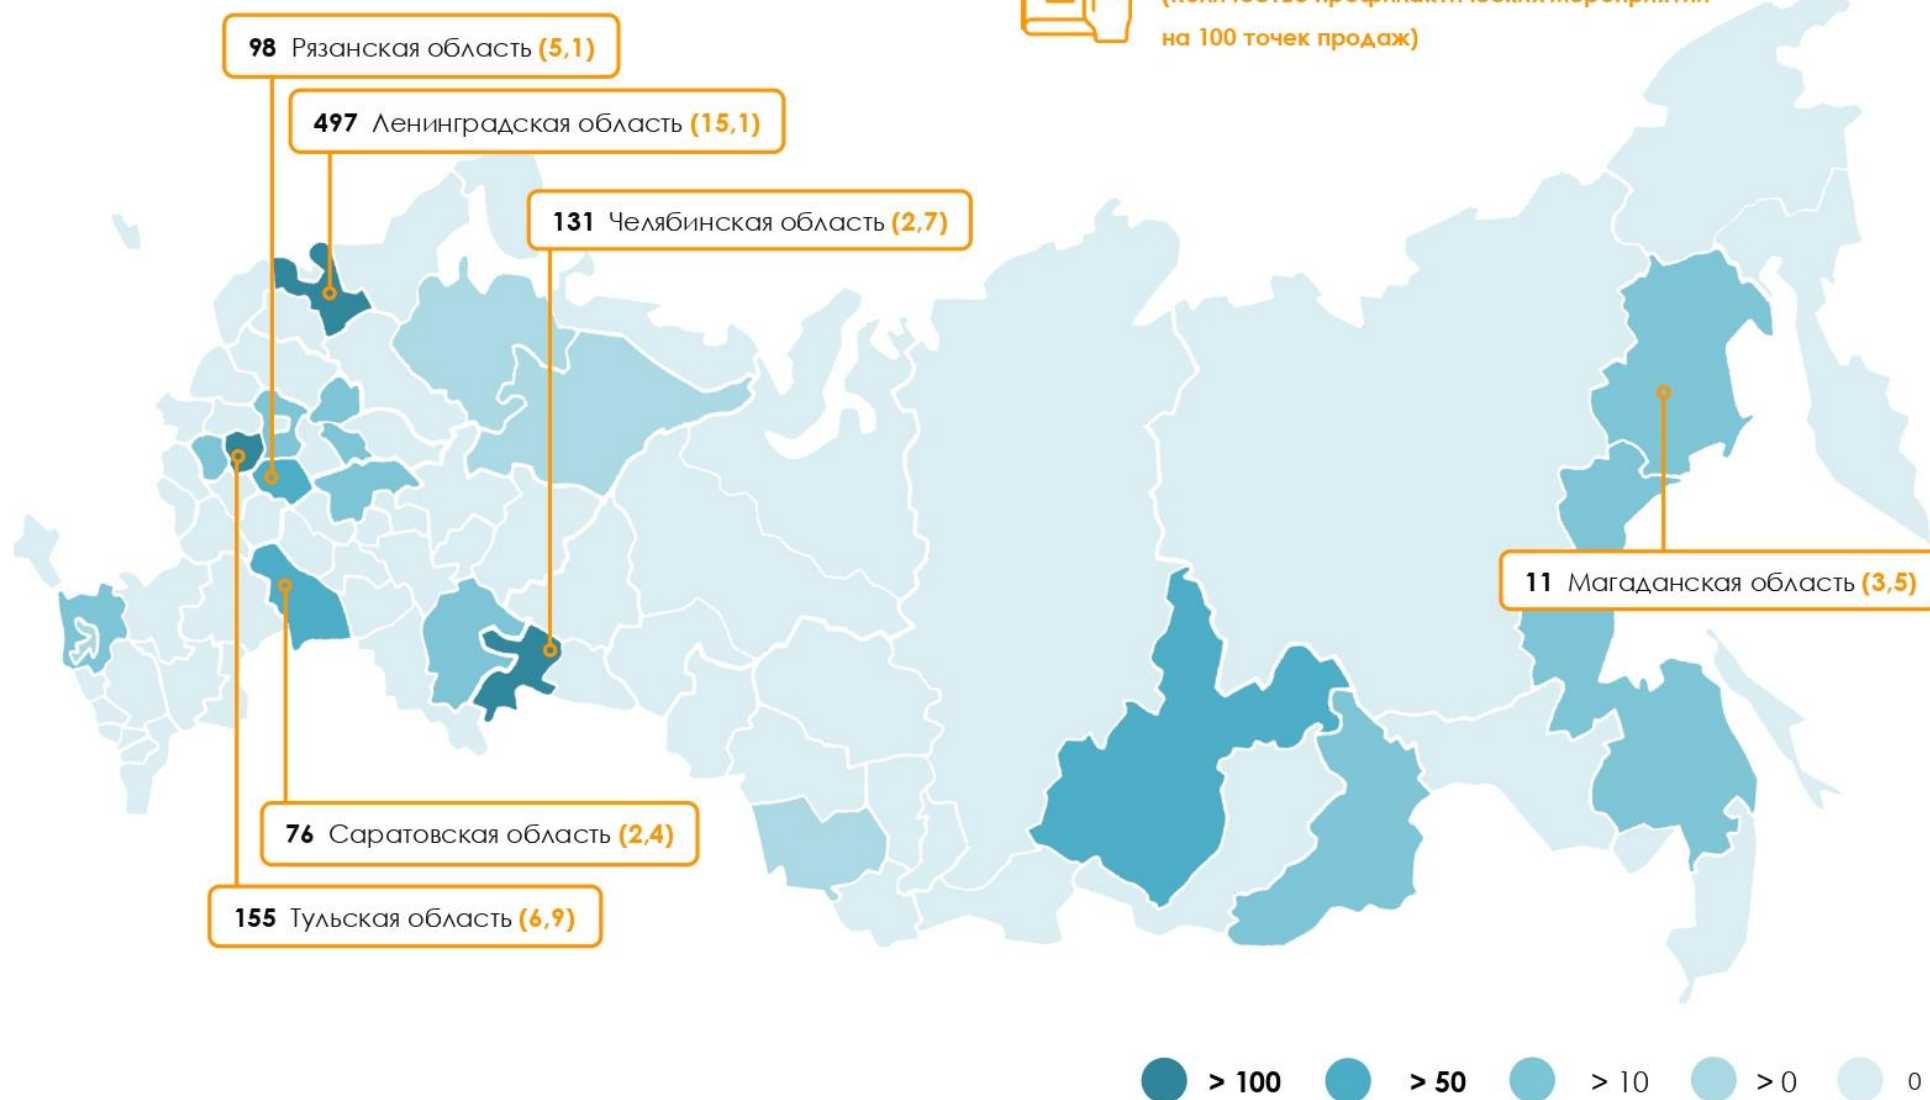 на 100 точек продаж)
98 Рязанская область (5,1)
497 Ленинградская область (15,1)
131 Челябинская область (2,7)
11 Магаданская область (3,5)
76 Саратовская область (2,4)
155 Тульская область (6,9)
> 100 > 50 > 10 > 0 0